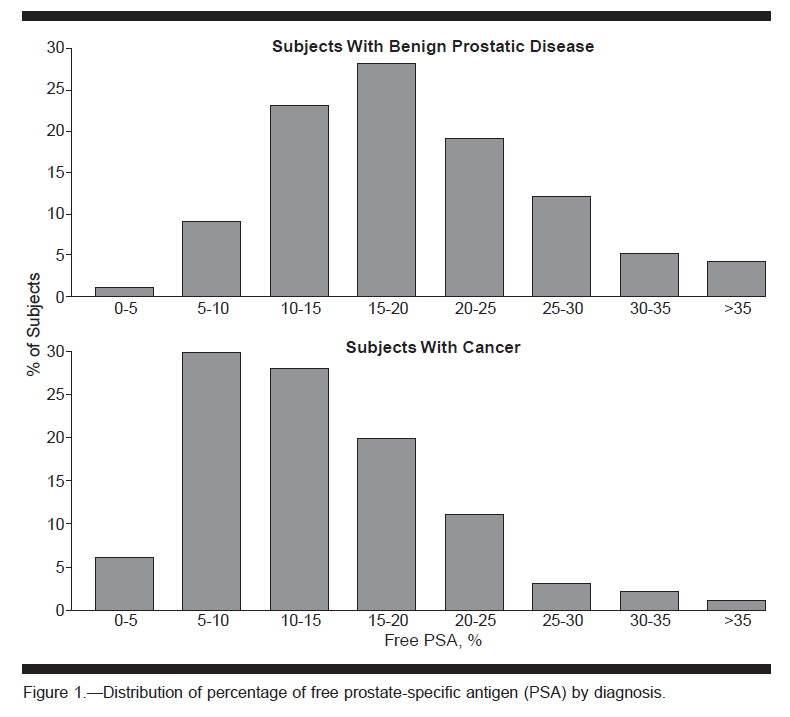 Subjects With Benign Prostatic Disease
30
25
20
15
10
5
0
0-5 5-10 10-15 15-20 20-25 25-30 30-35 >35
% of Subjects
Subjects With Cancer
30
25
20
15
10
5
0
0-5 5-10 10-15 15-20 20-25 25-30 30-35 >35
Free PSA, %
Figure 1.—Distribution of percentage of free prostate-specific antigen (PSA) by diagnosis.